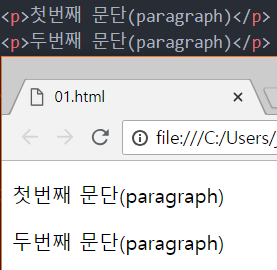 <p>첫번째 문단(paragraph)</p>
<p>두번째 문단(paragraph)</p>
01.html
file:///C:/Users/
첫번째 문단(paragraph)
두번째 문단(paragraph)